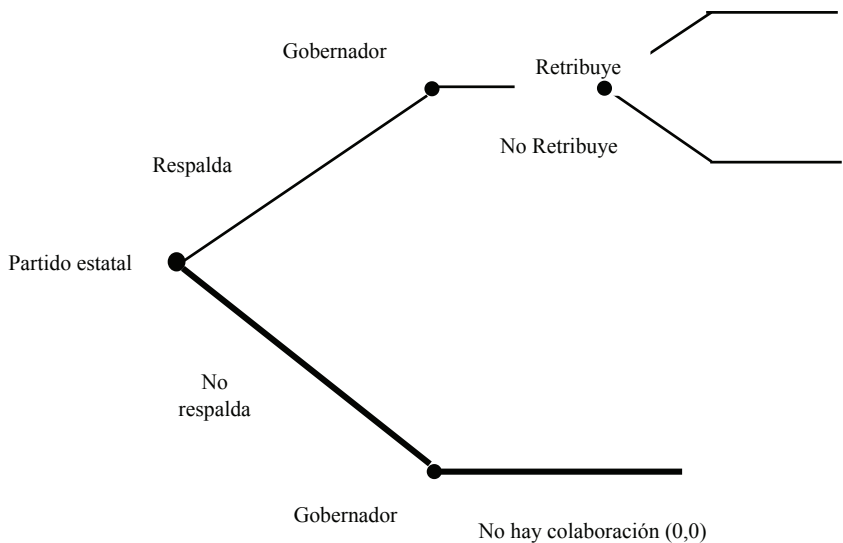 Gobernador
Retribuye
No Retribuye
Respalda
Partido estatal
No
respalda
Gobernador
No hay colaboración (0,0)